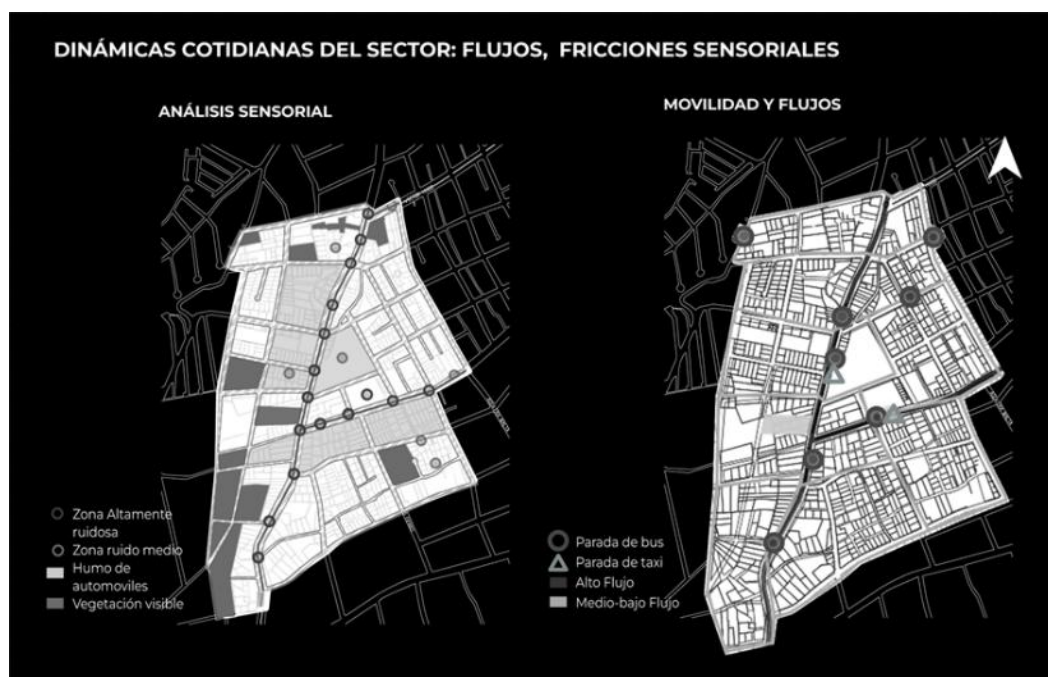 DINÁMICAS COTIDIANAS DEL SECTOR: FLUJOS, FRICCIONES SENSORIALES
ANÁLISIS SENSORIAL
MOVILIDAD Y FLUJOS
Zona Altamente
ruidosa
Zona ruido medio
Humo de
automoviles
Vegetación visible
Parada de bus
Parada de taxi
Alto Flujo
Medio-bajo Flujo